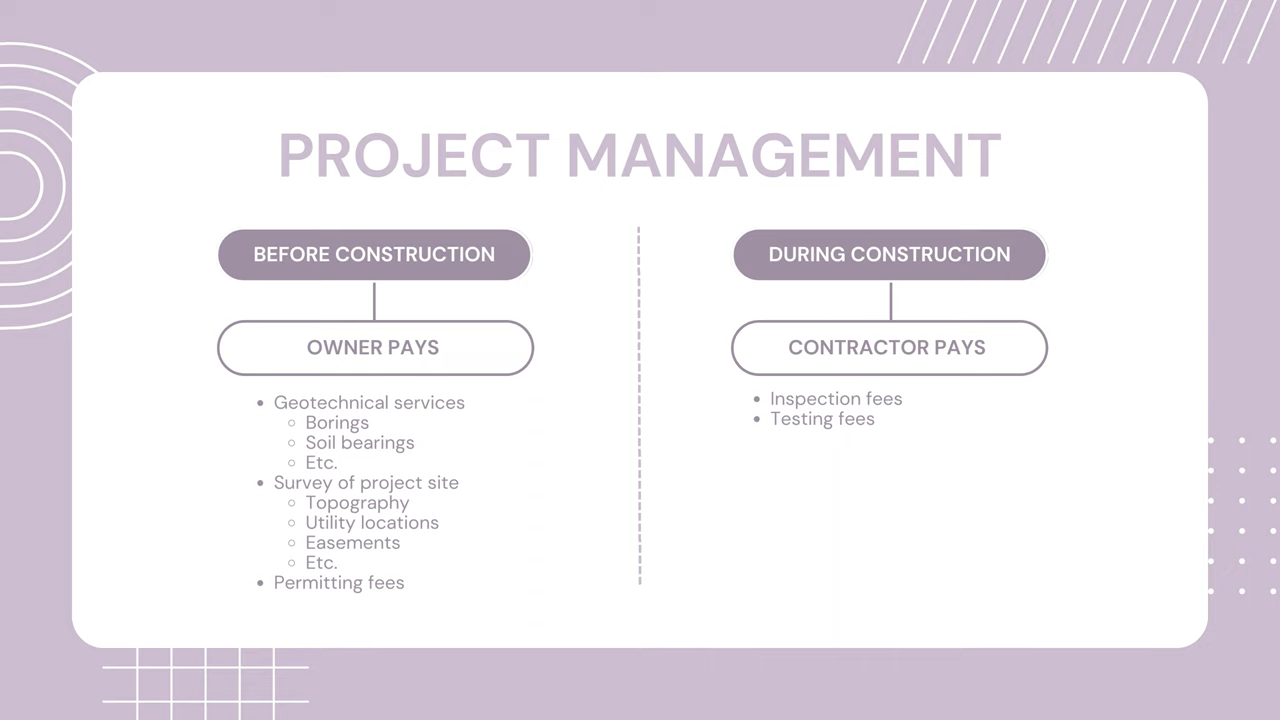 PROJECT MANAGEMENT
BEFORE CONSTRUCTION
OWNER PAYS
Geotechnical services
Borings
Soil bearings
Etc.
Survey of project site
Topography
Utility locations
Easements
Etc.
Permitting fees
DURING CONSTRUCTION
CONTRACTOR PAYS
Inspection fees
Testing fees